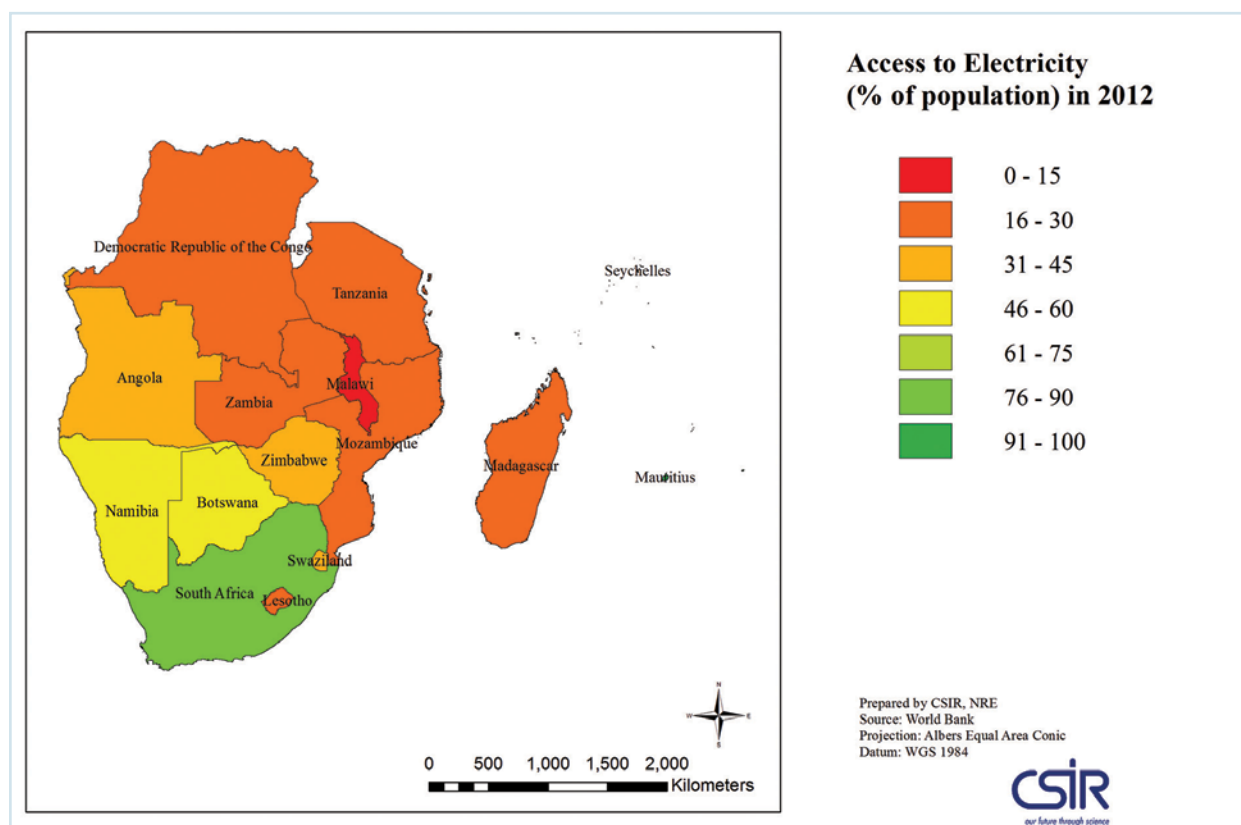 Access to Electricity
(% of population) in 2012
0 - 15
16 - 30
31 - 45
46 - 60
61 - 75
76 - 90
91 - 100
Democratic Republic of the Congo
Seychelles
Tanzania
Angola
Malawi
Zambia
Mozambique
Zimbabwe
Madagascar
Mauritius
Botswana
Namibia
Swaziland
South Africa
Lesotho
N
W
E
S
0 500 1,000 1,500 2,000
Kilometers
Prepared by CSIR, NRE
Source: World Bank
Projection: Albers Equal Area Conic
Datum: WGS 1984
CSIR
our future through science